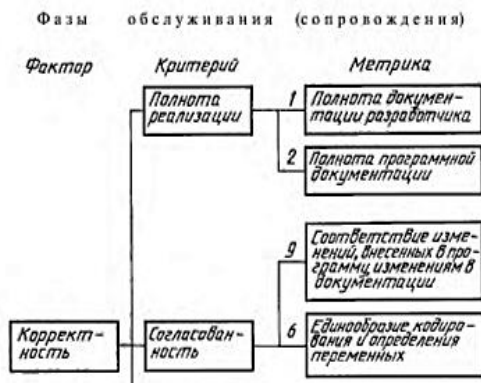 Фазы обслуживания (сопровождения)
Фактор Критерий Метрика
Полнота
реализации
1
Полнота докумен-
тации разработчика
2
Полнота программной
документации
9
Соответствие изме-
нений, внесенных в про-
грамму, изменениям в
документации
Коррект-
ность
Согласован-
ность
6
Единообразие кодиро-
вания и определения
переменных